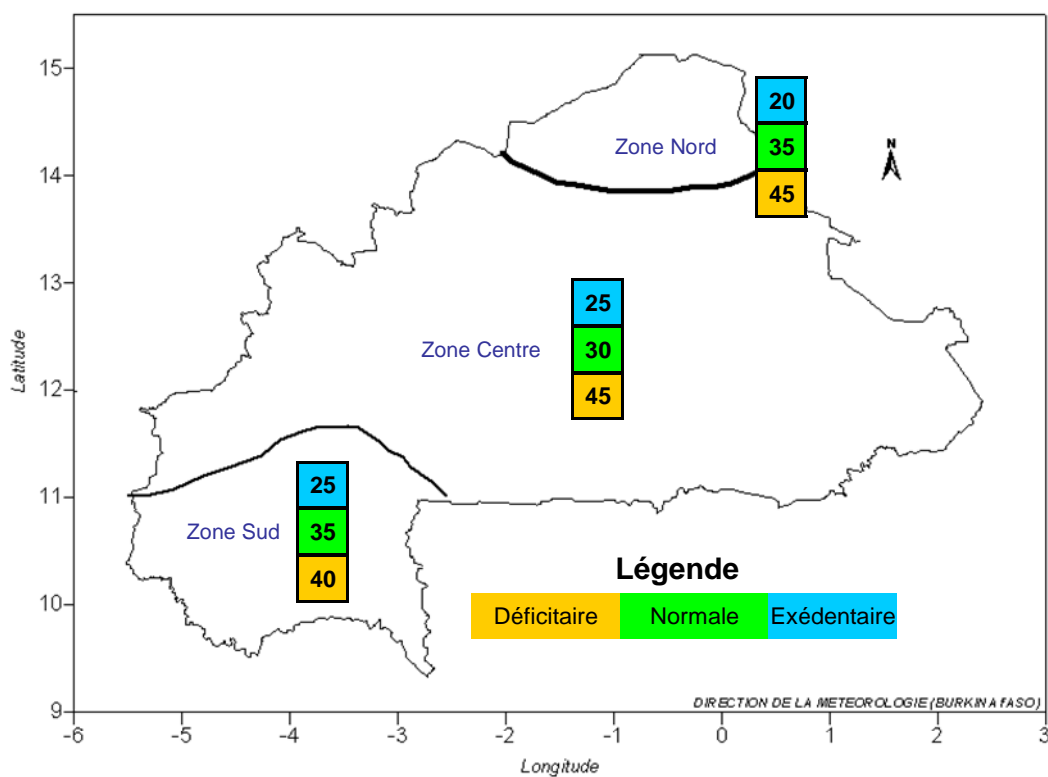 15
14
13
12
11
10
9
Latitude
20
Zone Nord
35
N
45
25
Zone Centre
30
45
25
Zone Sud
35
40
Légende
Déficitaire Normale Exédentaire
DIRECTION DE LA METEOROLOGIE (BURKINA fASO)
-6 -5 -4 -3 -2 -1 0 1 2 3
Longitude